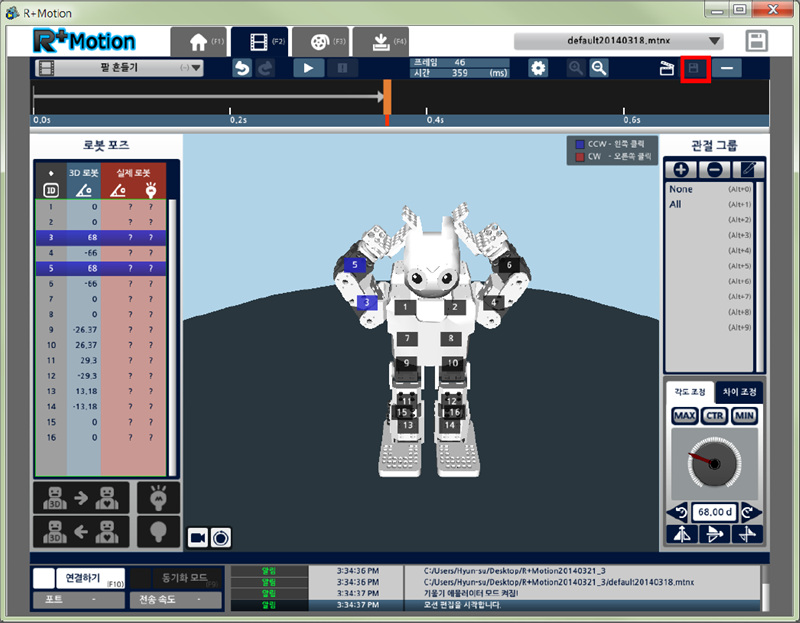 R+Motion
R+Motion
(F1)
(F2)
(F3)
(F4)
default20140318.mtnx
팔 흔들기
(-)
프레임 46
시간 359 (ms)
0.0s
0.2s
0.4s
0.6s
로봇 포즈
3D 로봇
실제 로봇
ID
1 0 ? ?
2 0 ? ?
3 68 ? ?
4 -66 ? ?
5 68 ? ?
6 -66 ? ?
7 0 ? ?
8 0 ? ?
9 -26.37 ? ?
10 26.37 ? ?
11 29.3 ? ?
12 -29.3 ? ?
13 13.18 ? ?
14 -13.18 ? ?
15 0 ? ?
16 0 ? ?
3D
3D
CCW - 왼쪽 클릭
CW - 오른쪽 클릭
5
6
3
4
1
2
7
8
9
10
11
12
15
16
13
14
관절 그룹
None (Alt+0)
All (Alt+1)
(Alt+2)
(Alt+3)
(Alt+4)
(Alt+5)
(Alt+6)
(Alt+7)
(Alt+8)
(Alt+9)
각도 조정
차이 조정
MAX
CTR
MIN
68.00 d
연결하기
(F10)
동기화 모드
포트 -
전송 속도 -
알림 3:34:36 PM C:/Users/Hyun-su/Desktop/R+Motion20140321_3
알림 3:34:36 PM C:/Users/Hyun-su/Desktop/R+Motion20140321_3/default20140318.mtnx
알림 3:34:37 PM 기울기 애뮬레이터 모드 켜짐!
알림 3:34:37 PM 모션 편집을 시작합니다.